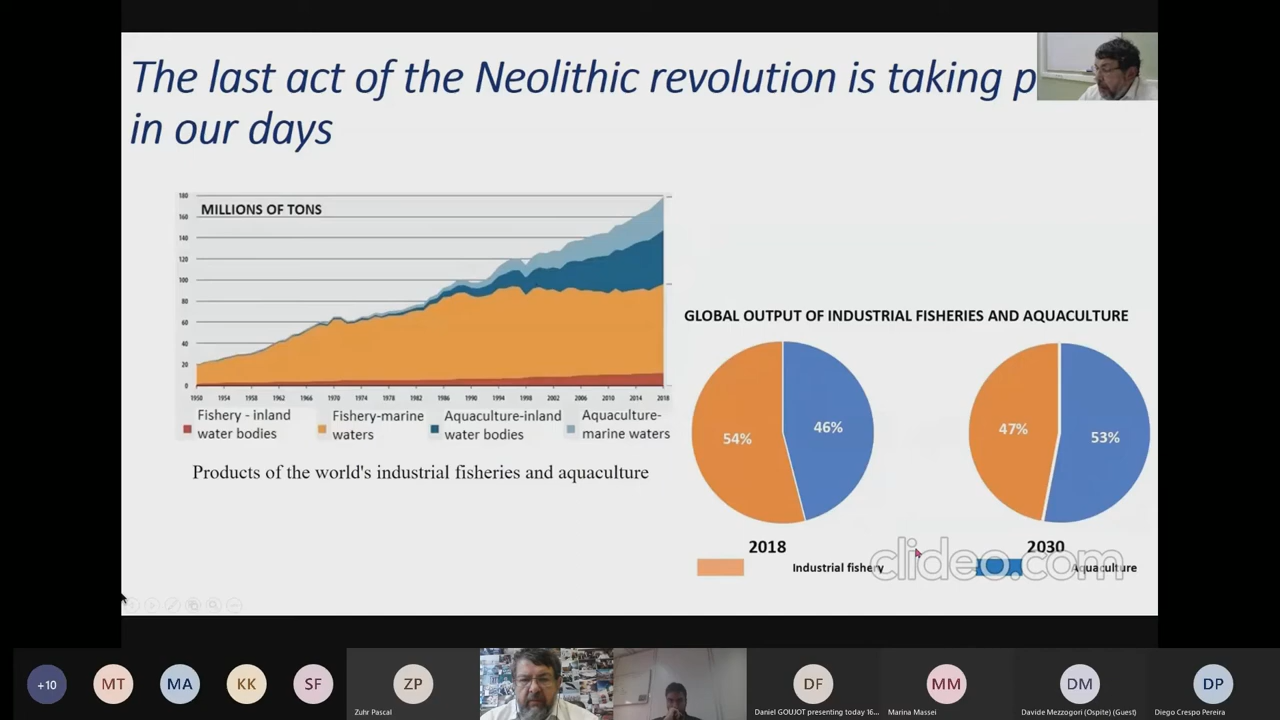 The last act of the Neolithic revolution is taking p
in our days
MILLIONS OF TONS
180
160
140
120
100
80
60
40
20
0
1950 1954 1958 1962 1966 1970 1974 1978 1982 1986 1990 1994 1998 2002 2006 2010 2014 2018
Fishery - inland water bodies
Fishery-marine waters
Aquaculture-inland water bodies
Aquaculture-marine waters
Products of the world's industrial fisheries and aquaculture
GLOBAL OUTPUT OF INDUSTRIAL FISHERIES AND AQUACULTURE
54% 46%
47% 53%
2018 2030
Industrial fishery Aquaculture
clideo.com
+10 MT MA KK SF ZP DF MM DM DP
Zuhr Pascal
Daniel GOUJOT presenting today 16...
Marina Massei
Davide Mezzogori (Ospite) (Guest)
Diego Crespo Pereira